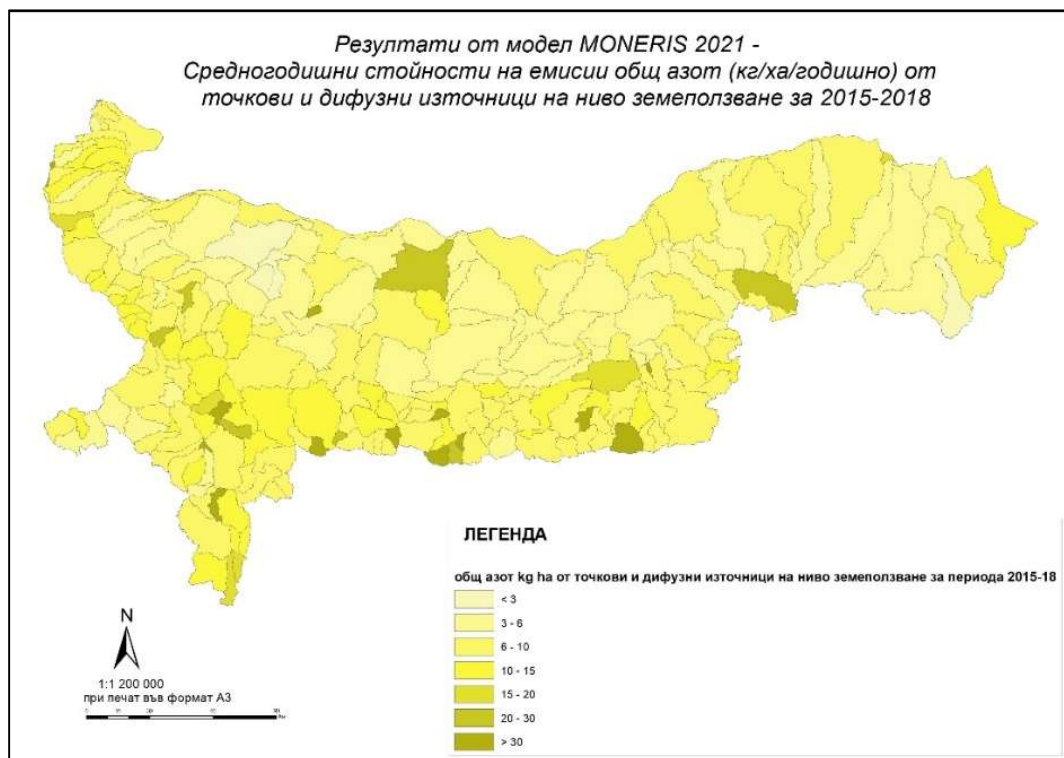 Резултати от модел MONERIS 2021 -
Средногодишни стойности на емисии общ азот (кг/ха/годишно) от
точкови и дифузни източници на ниво земеползване за 2015-2018
ЛЕГЕНДА
общ азот kg ha от точкови и дифузни източници на ниво земеползване за периода 2015-18
< 3
3 - 6
6 - 10
10 - 15
15 - 20
20 - 30
> 30
N
1:1 200 000
при печат във формат А3